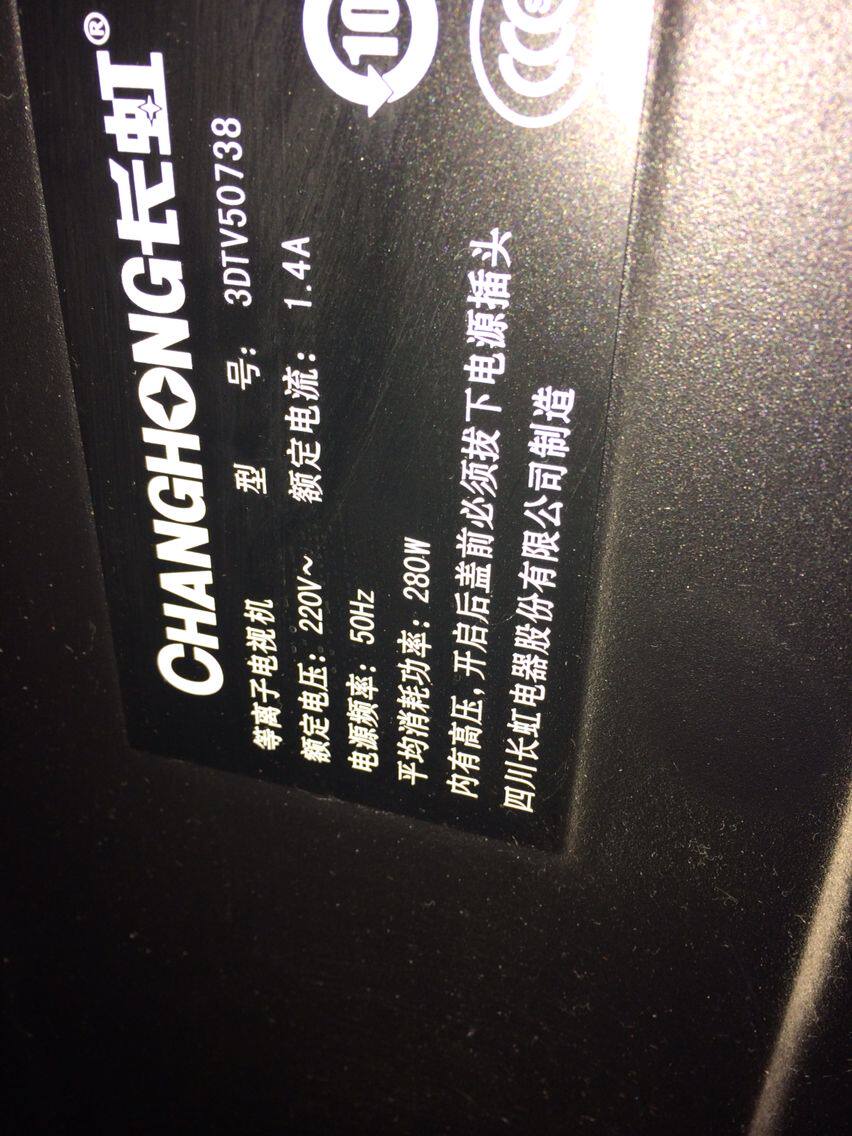 CHANGHONG长虹®
10
等离子电视机 型 号: 3DTV50738
额定电压: 220V~ 额定电流: 1.4A
电源频率: 50Hz
平均消耗功率: 280W
内有高压,开启后盖前必须拔下电源插头
四川长虹电器股份有限公司制造